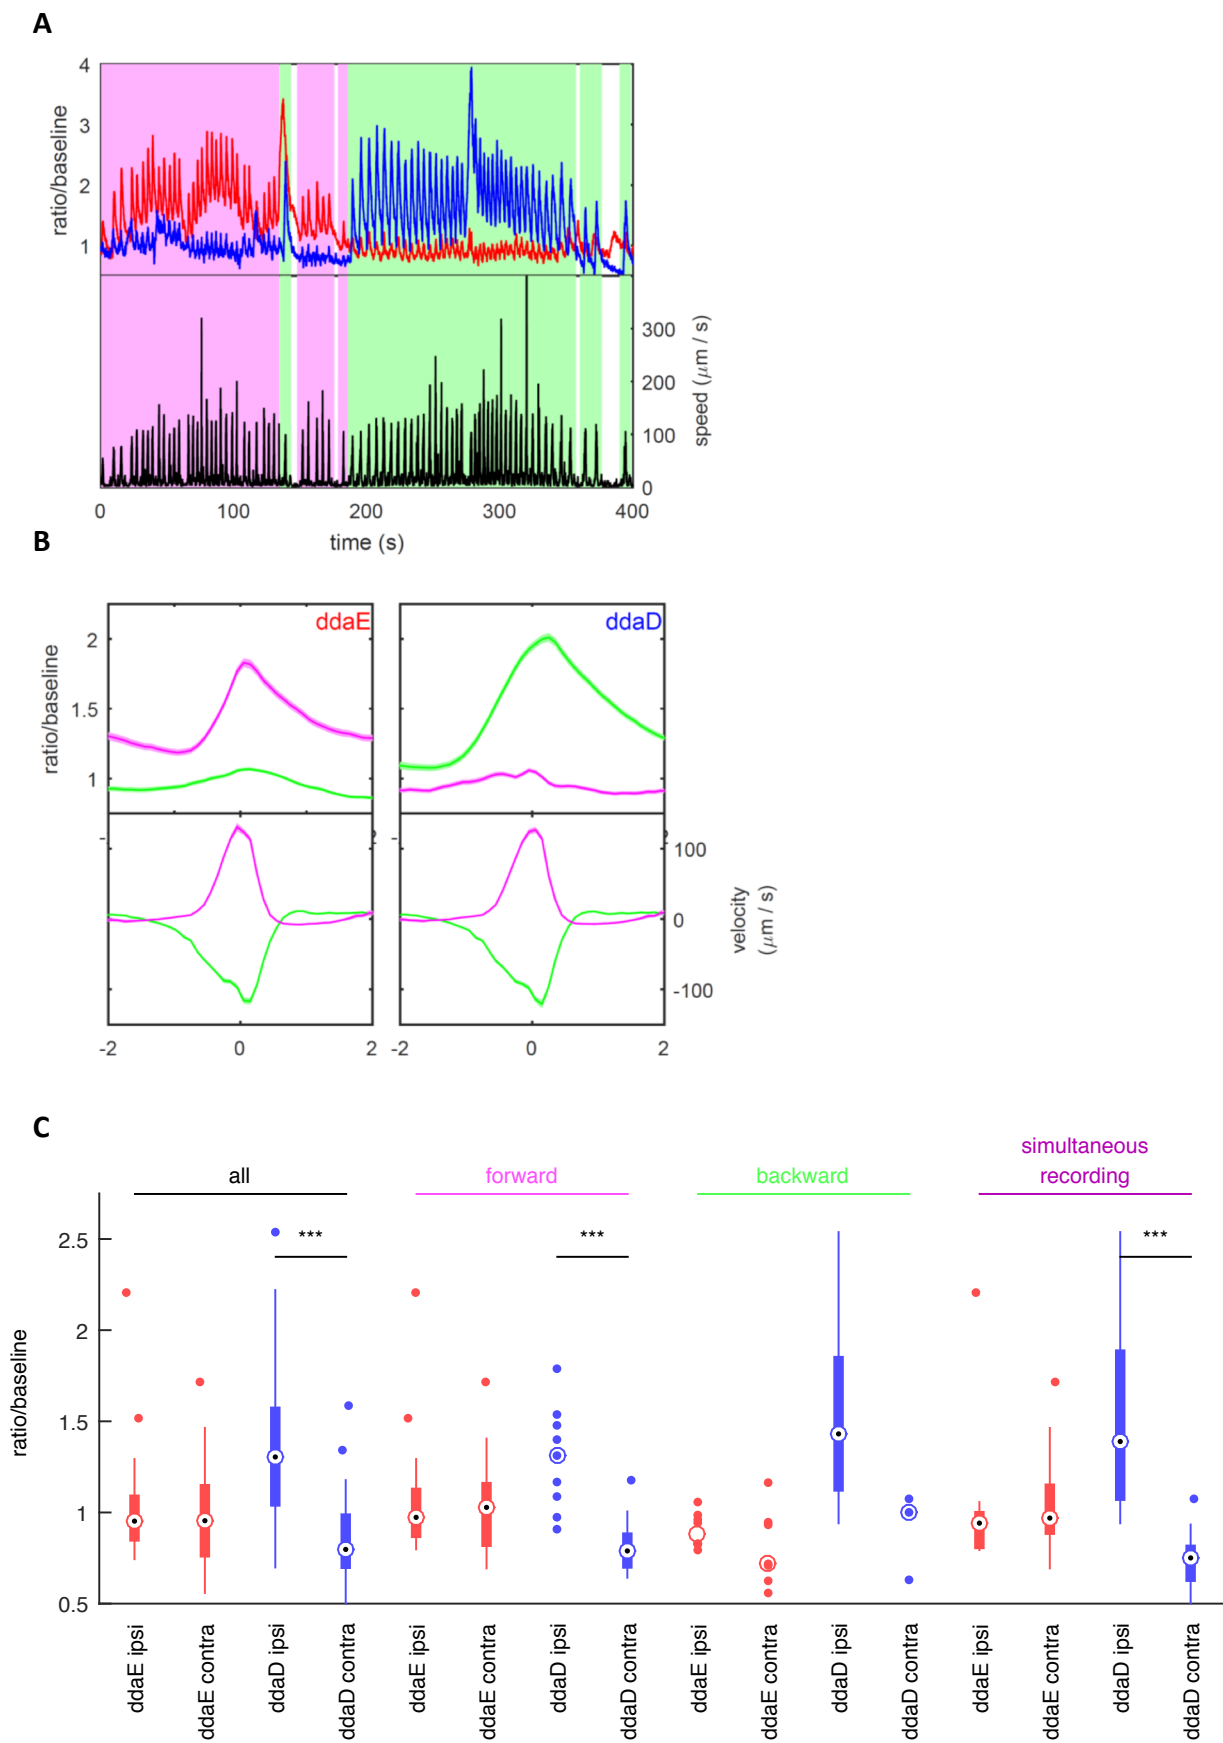 A
4
3
2
1
ratio/baseline
300
200
100
0
speed (μm / s)
0 100 200 300 400
time (s)
B
ddaE ddaD
2
1.5
1
ratio/baseline
100
0
-100
velocity
(μm / s)
-2 0 2 -2 0 2
C
simultaneous
all forward backward recording
*** *** ***
2.5
2
1.5
1
0.5
ratio/baseline
ddaE ipsi
ddaE contra
ddaD ipsi
ddaD contra
ddaE ipsi
ddaE contra
ddaD ipsi
ddaD contra
ddaE ipsi
ddaE contra
ddaD ipsi
ddaD contra
ddaE ipsi
ddaE contra
ddaD ipsi
ddaD contra